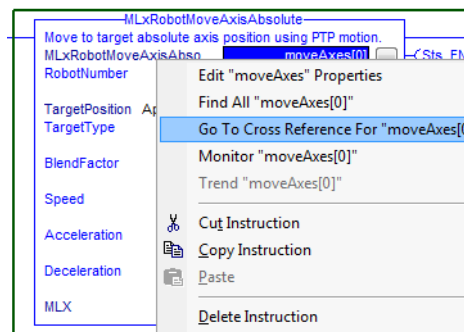 MLxRobotMoveAxisAbsolute
Move to target absolute axis position using PTP motion.
MLxRobotMoveAxisAbso moveAxes[0] Sts_EN
RobotNumber
TargetPosition Ap
TargetType
BlendFactor
Speed
Acceleration
Deceleration
MLX
Edit "moveAxes" Properties
Find All "moveAxes[0]"
Go To Cross Reference For "moveAxes[0
Monitor "moveAxes[0]"
Trend "moveAxes[0]"
Cut Instruction
Copy Instruction
Paste
Delete Instruction